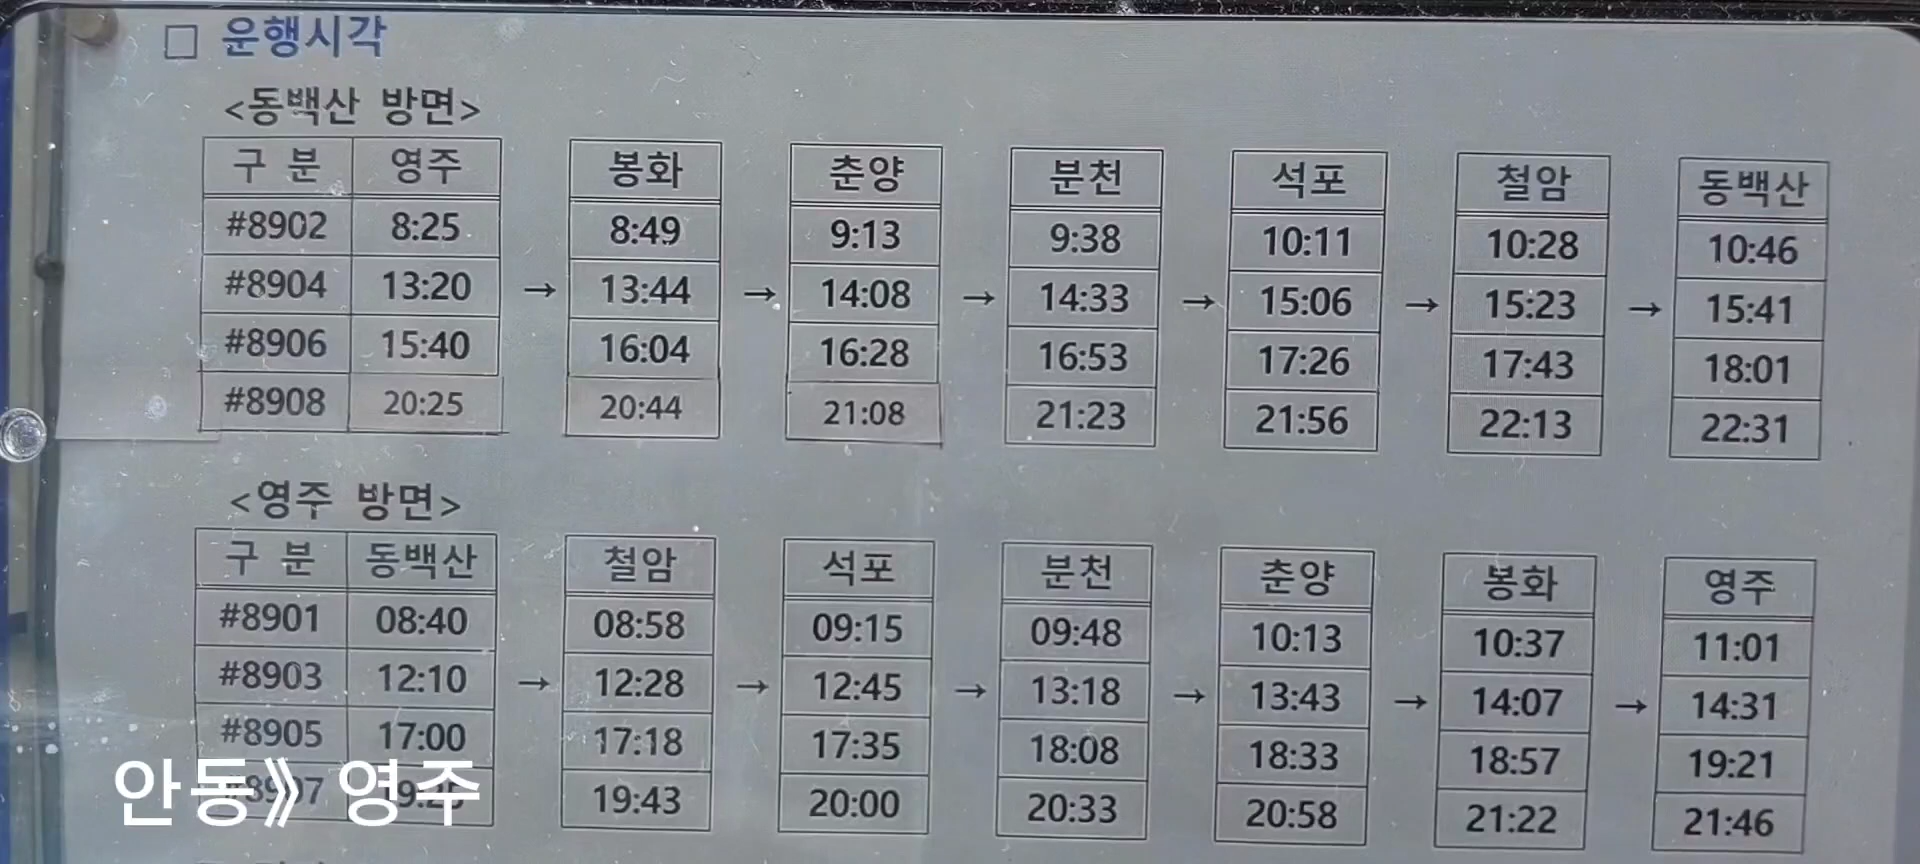 □ 운행시각
<동백산 방면>
구 분 영주 봉화 춘양 분천 석포 철암 동백산
#8902 8:25 8:49 9:13 9:38 10:11 10:28 10:46
#8904 13:20 → 13:44 → 14:08 → 14:33 → 15:06 → 15:23 → 15:41
#8906 15:40 16:04 16:28 16:53 17:26 17:43 18:01
#8908 20:25 20:44 21:08 21:23 21:56 22:13 22:31
<영주 방면>
구 분 동백산 철암 석포 분천 춘양 봉화 영주
#8901 08:40 08:58 09:15 09:48 10:13 10:37 11:01
#8903 12:10 → 12:28 → 12:45 → 13:18 → 13:43 → 14:07 → 14:31
#8905 17:00 17:18 17:35 18:08 18:33 18:57 19:21
19:43 20:00 20:33 20:58 21:22 21:46
안동》영주